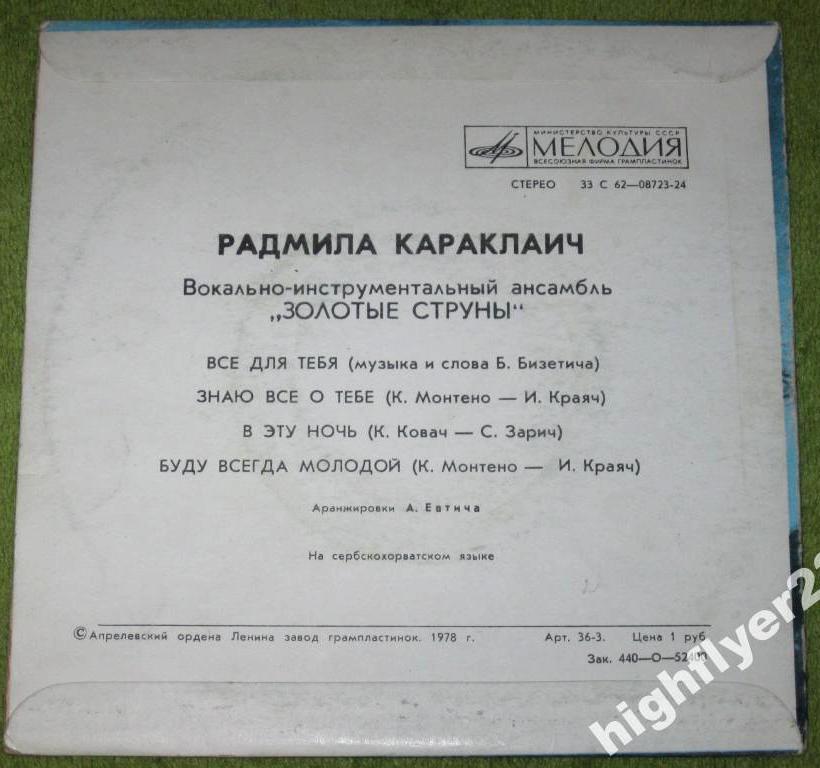 МИНИСТЕРСТВО КУЛЬТУРЫ СССР
МЕЛОДИЯ
ВСЕСОЮЗНАЯ ФИРМА ГРАМПЛАСТИНОК
СТЕРЕО 33 С 62—08723-24
РАДМИЛА КАРАКЛАИЧ
Вокально-инструментальный ансамбль
„ЗОЛОТЫЕ СТРУНЫ“
ВСЕ ДЛЯ ТЕБЯ (музыка и слова Б. Бизетича)
ЗНАЮ ВСЕ О ТЕБЕ (К. Монтено — И. Краяч)
В ЭТУ НОЧЬ (К. Ковач — С. Зарич)
БУДУ ВСЕГДА МОЛОДОЙ (К. Монтено — И. Краяч)
Аранжировки А. Евтича
На сербскохорватском языке
© Апрелевский ордена Ленина завод грампластинок. 1978 г. Арт. 36-3. Цена 1 руб
Зак. 440—О—52400
highflyer22